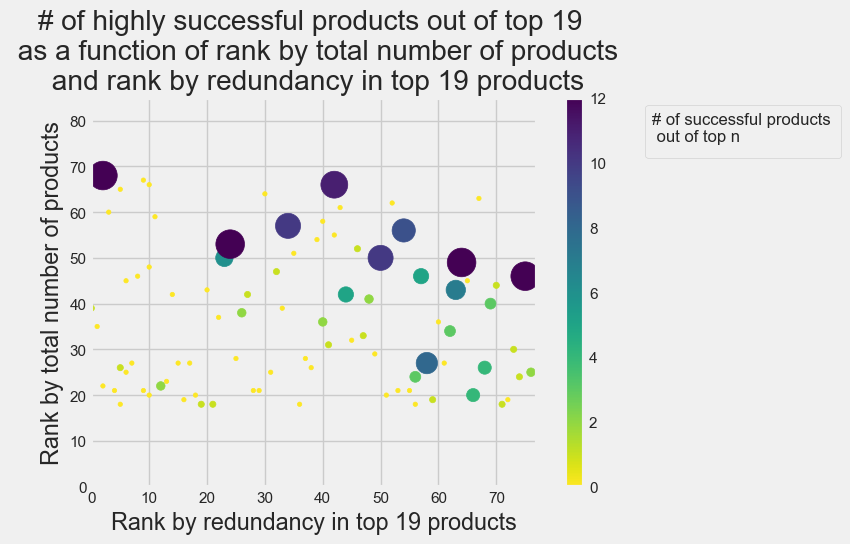 # of highly successful products out of top 19
as a function of rank by total number of products
and rank by redundancy in top 19 products
Rank by total number of products
80
70
60
50
40
30
20
10
0
0 10 20 30 40 50 60 70
Rank by redundancy in top 19 products
12
10
8
6
4
2
0
# of successful products
out of top n